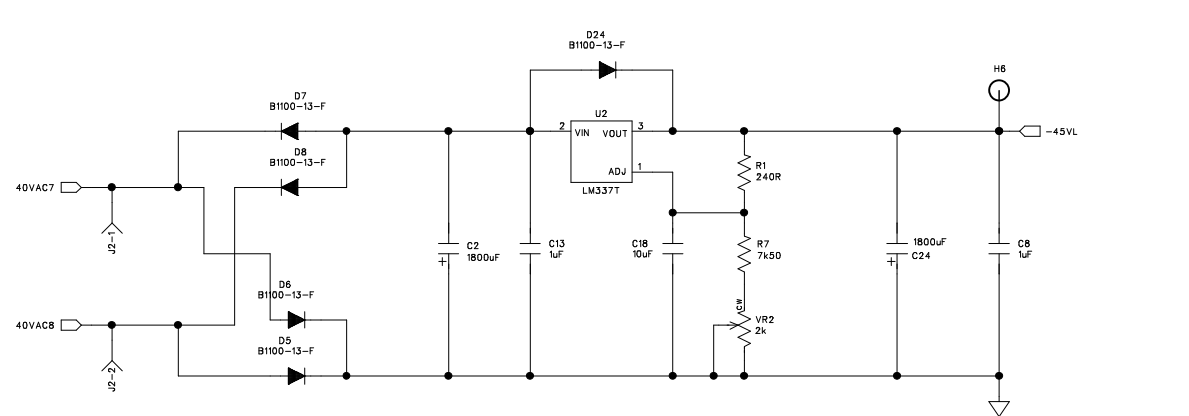 D24
B1100-13-F
H6
D7
B1100-13-F
U2
2
VIN
VOUT
3
-45VL
D8
B1100-13-F
ADJ
1
R1
240R
LM337T
40VAC7
J2-1
C2
1800uF
C13
1uF
C18
10uF
R7
7k50
1800uF
C24
C8
1uF
D6
B1100-13-F
CW
VR2
2k
40VAC8
D5
B1100-13-F
J2-2